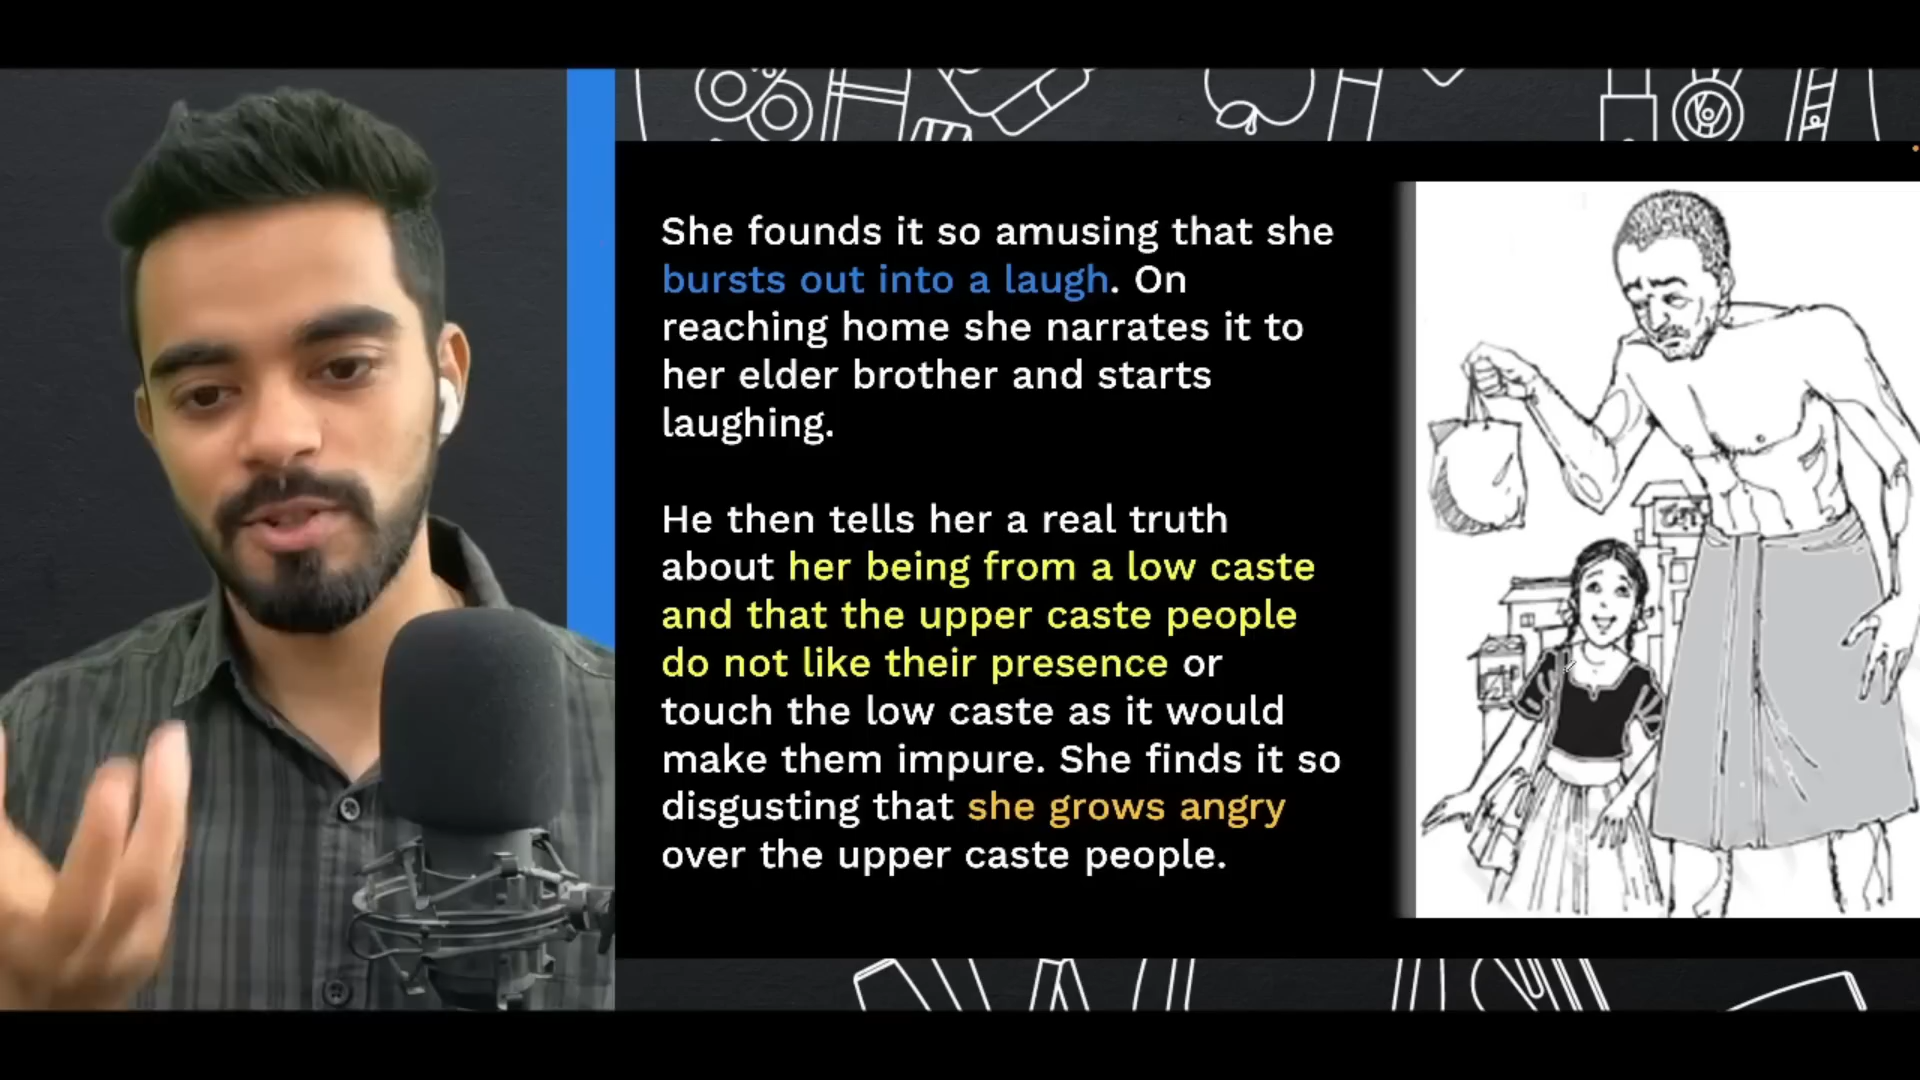 She founds it so amusing that she
bursts out into a laugh. On
reaching home she narrates it to
her elder brother and starts
laughing.
He then tells her a real truth
about her being from a low caste
and that the upper caste people
do not like their presence or
touch the low caste as it would
make them impure. She finds it so
disgusting that she grows angry
over the upper caste people.